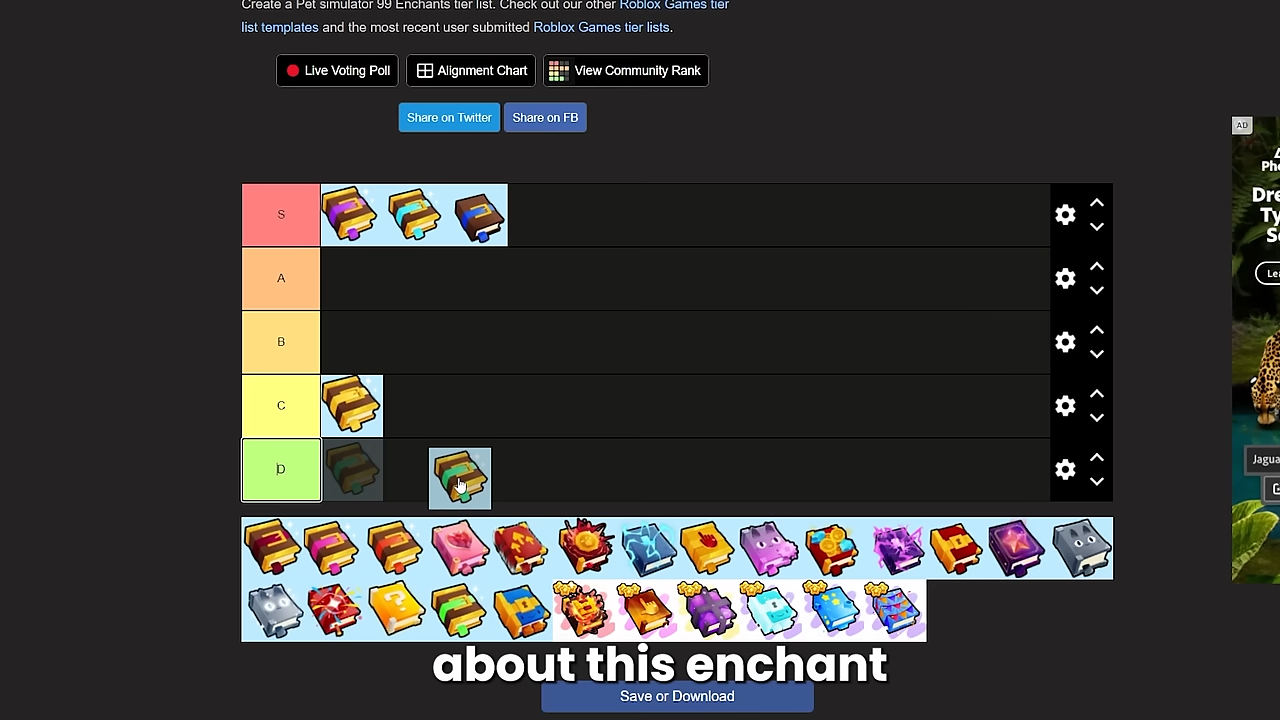 Create a Pet simulator 99 Enchants tier list. Check out our other Roblox Games tier
list templates and the most recent user submitted Roblox Games tier lists.
Live Voting Poll
Alignment Chart
View Community Rank
Share on Twitter
Share on FB
AD
S
A
B
C
D
about this enchant
Save or Download